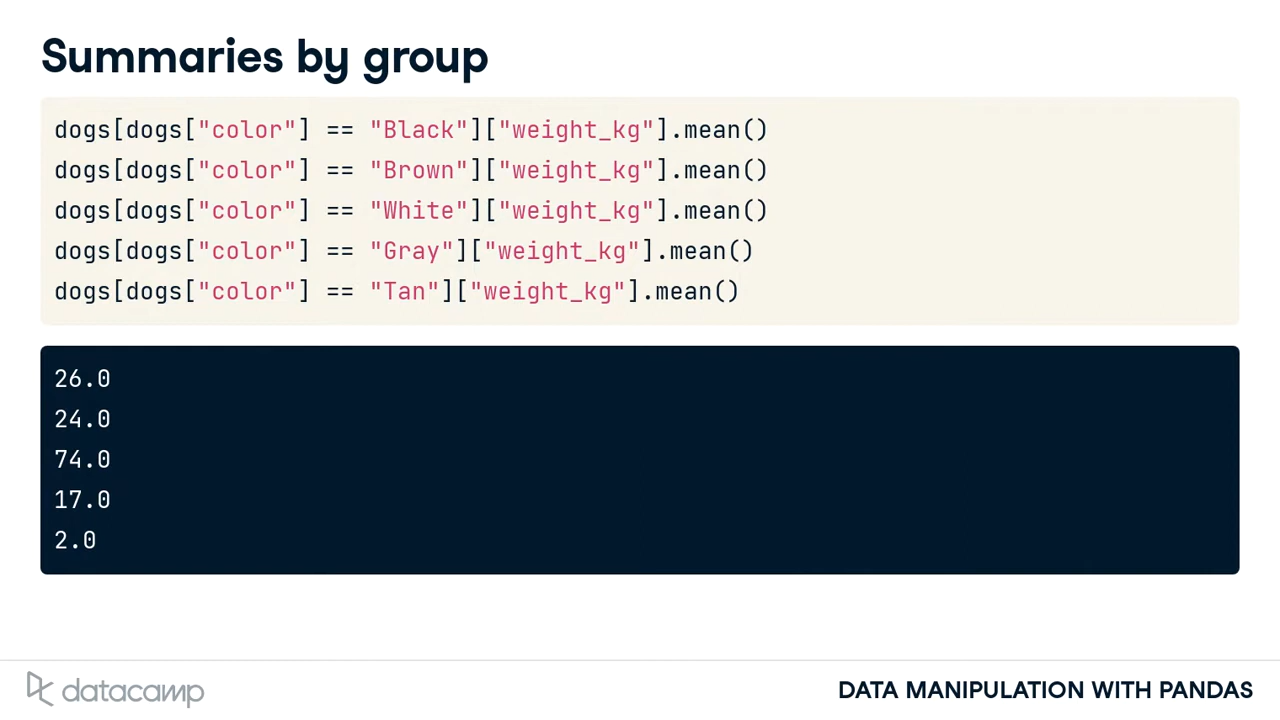 Summaries by group
dogs[dogs["color"] == "Black"]["weight_kg"].mean()
dogs[dogs["color"] == "Brown"]["weight_kg"].mean()
dogs[dogs["color"] == "White"]["weight_kg"].mean()
dogs[dogs["color"] == "Gray"]["weight_kg"].mean()
dogs[dogs["color"] == "Tan"]["weight_kg"].mean()
26.0
24.0
74.0
17.0
2.0
datacamp
DATA MANIPULATION WITH PANDAS